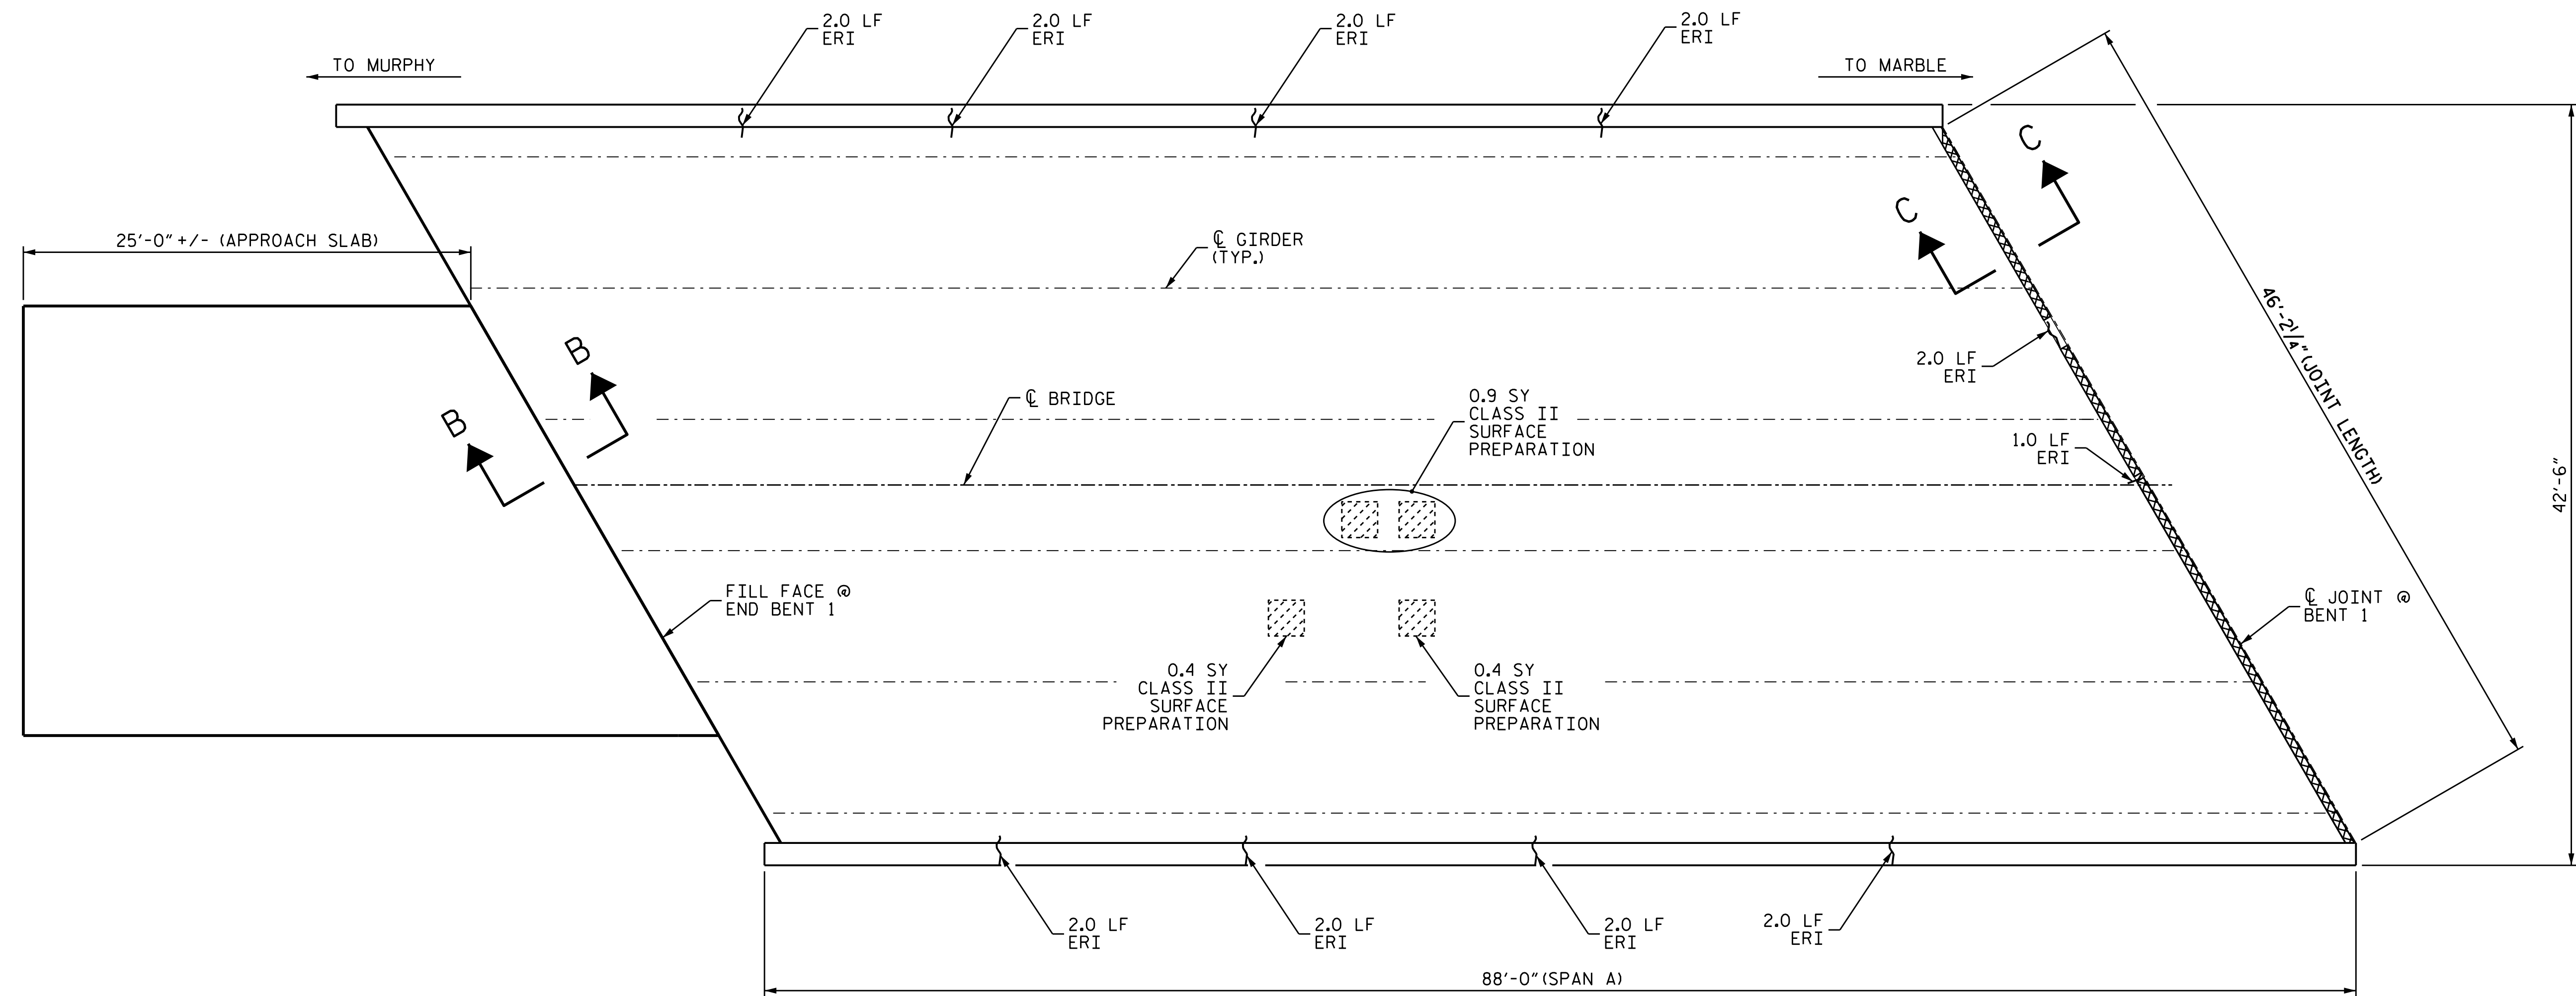 2.0 LF
ERI
2.0 LF
ERI
2.0 LF
ERI
2.0 LF
ERI
TO MURPHY
TO MARBLE
C
C
25'-0" +/- (APPROACH SLAB)
℄ GIRDER
(TYP.)
46'-2 1/4" (JOINT LENGTH)
B
B
2.0 LF
ERI
℄ BRIDGE
0.9 SY
CLASS II
SURFACE
PREPARATION
1.0 LF
ERI
42'-6"
FILL FACE @
END BENT 1
℄ JOINT @
BENT 1
0.4 SY
CLASS II
SURFACE
PREPARATION
0.4 SY
CLASS II
SURFACE
PREPARATION
2.0 LF
ERI
2.0 LF
ERI
2.0 LF
ERI
2.0 LF
ERI
88'-0" (SPAN A)